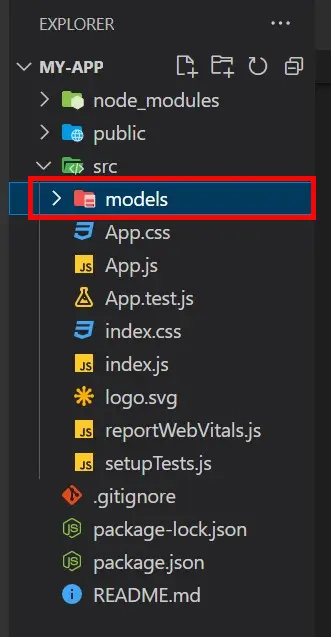 EXPLORER
MY-APP
node_modules
public
src
models
App.css
App.js
App.test.js
index.css
index.js
logo.svg
reportWebVitals.js
setupTests.js
.gitignore
package-lock.json
package.json
README.md